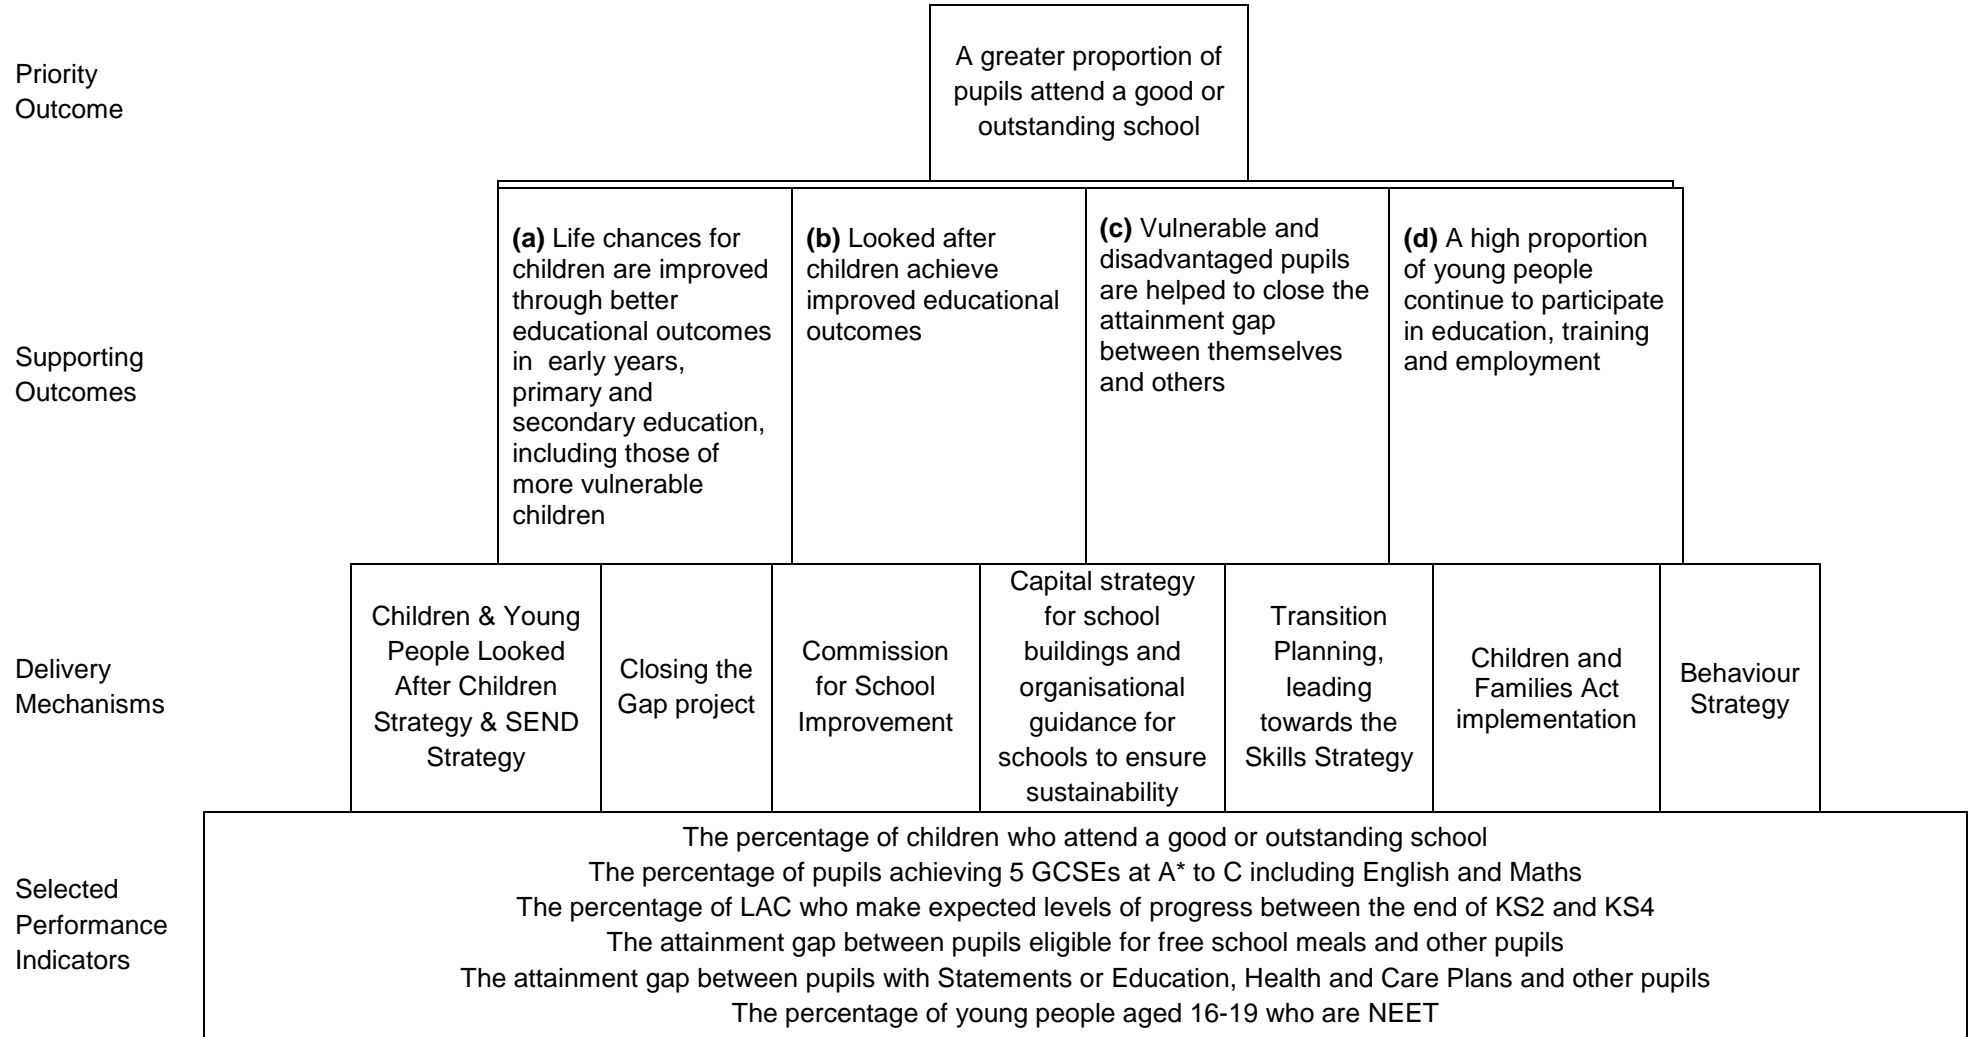 Priority
Outcome
A greater proportion of
pupils attend a good or
outstanding school
Supporting
Outcomes
(a) Life chances for
children are improved
through better
educational outcomes
in early years,
primary and
secondary education,
including those of
more vulnerable
children
(b) Looked after
children achieve
improved educational
outcomes
(c) Vulnerable and
disadvantaged pupils
are helped to close the
attainment gap
between themselves
and others
(d) A high proportion
of young people
continue to participate
in education, training
and employment
Delivery
Mechanisms
Children & Young
People Looked
After Children
Strategy & SEND
Strategy
Closing the
Gap project
Commission
for School
Improvement
Capital strategy
for school
buildings and
organisational
guidance for
schools to ensure
sustainability
Transition
Planning,
leading
towards the
Skills Strategy
Children and
Families Act
implementation
Behaviour
Strategy
Selected
Performance
Indicators
The percentage of children who attend a good or outstanding school
The percentage of pupils achieving 5 GCSEs at A* to C including English and Maths
The percentage of LAC who make expected levels of progress between the end of KS2 and KS4
The attainment gap between pupils eligible for free school meals and other pupils
The attainment gap between pupils with Statements or Education, Health and Care Plans and other pupils
The percentage of young people aged 16-19 who are NEET